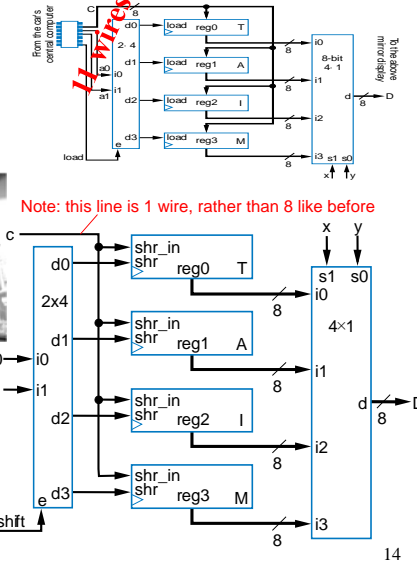 C 8
d0 load reg0 T
From the car's
central computer
11 wires
2- 4
8
i0
To the above
mirror display
a0
i0
d1 load reg1 A
8
i1
8-bit
4- 1
i1
a1
d2 load reg2 I
8
i2
d D
8
d3 load reg3 M
8
i3 s1 s0
load e
x y
Note: this line is 1 wire, rather than 8 like before
c
x y
shr_in
d0 shr
reg0 T
s1 s0
8
i0
2x4
4×1
shr_in
d1 shr
reg1 A
i0
8
i1
i1
shr_in
d2 shr
reg2 I
d D
8
8
i2
shr_in
d3 shr
reg3 M
e
shift
8
i3
14